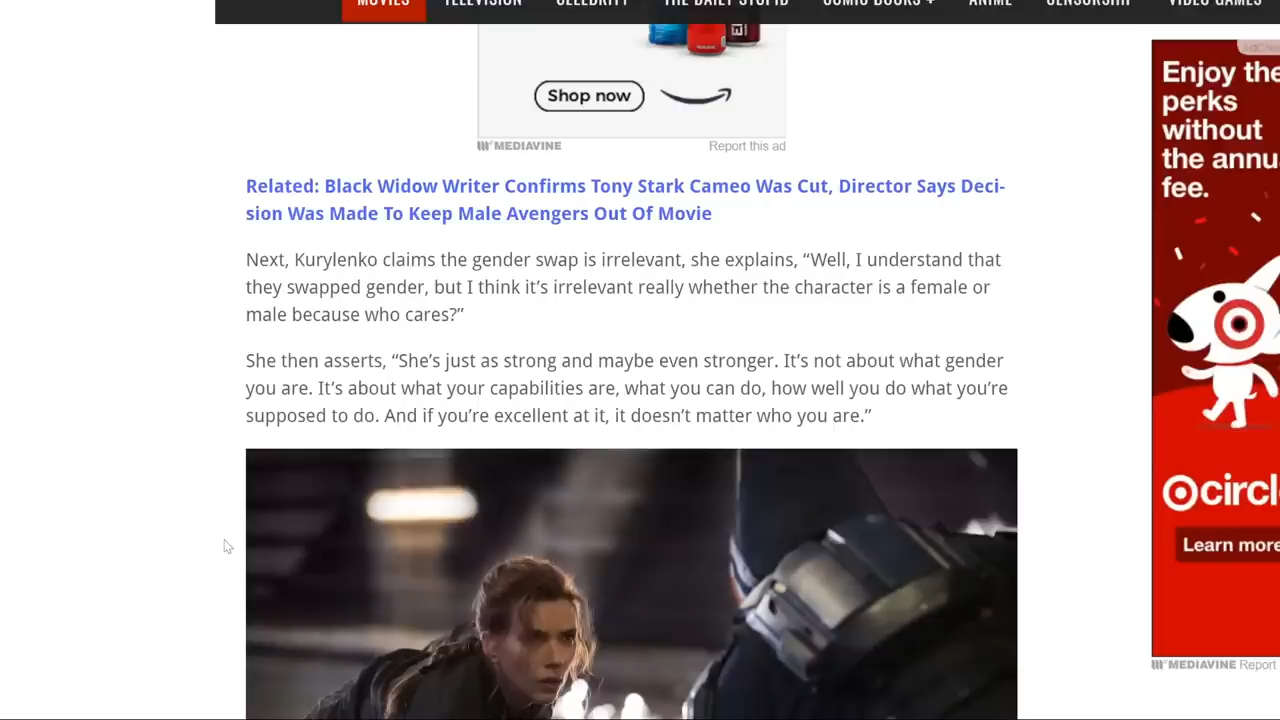 MOVIES TELEVISION CELEBRITY THE DAILY STUPID COMIC BOOKS + ANIME CENSORSHIP VIDEO GAMES
Shop now
MEDIAVINE Report this ad
Related: Black Widow Writer Confirms Tony Stark Cameo Was Cut, Director Says Deci-
sion Was Made To Keep Male Avengers Out Of Movie
Next, Kurylenko claims the gender swap is irrelevant, she explains, “Well, I understand that
they swapped gender, but I think it’s irrelevant really whether the character is a female or
male because who cares?”
She then asserts, “She’s just as strong and maybe even stronger. It’s not about what gender
you are. It’s about what your capabilities are, what you can do, how well you do what you’re
supposed to do. And if you’re excellent at it, it doesn’t matter who you are.”
Enjoy the
perks
without
the annu
fee.
circl
Learn more
MEDIAVINE Report